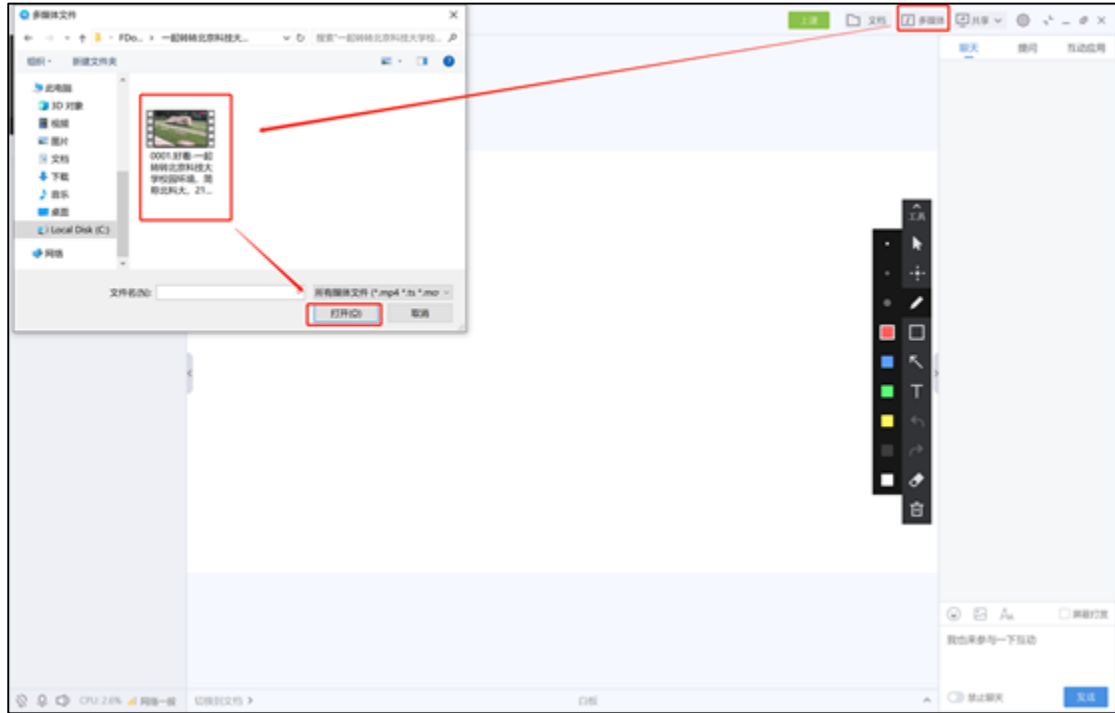 多媒体文件
上课
文档
多媒体
共享
FDo... > 一起转转北京科技大...
搜索"一起转转北京科技大学校...
组织
新建文件夹
聊天
提问
互动应用
此电脑
3D 对象
视频
图片
文档
下载
音乐
桌面
Local Disk (C:)
网络
0001.好看-一起
转转北京科技大
学校园环境，简
称北科大，21...
文件名(N):
所有媒体文件 (*.mp4 *.ts *.mov
打开(O)
取消
工具
T
屏蔽打赏
我也来参与一下互动
CPU: 2.6%
网络一般
切换到文档 >
白板
禁止聊天
发送